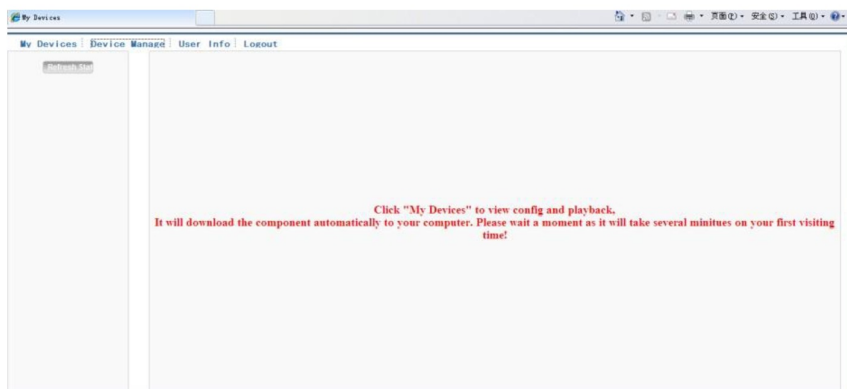 My Devices
页面(P) 安全(S) 工具(O)
My Devices Device Manage User Info Logout
Refresh Stat
Click "My Devices" to view config and playback.
It will download the component automatically to your computer. Please wait a moment as it will take several minitues on your first visiting
time!